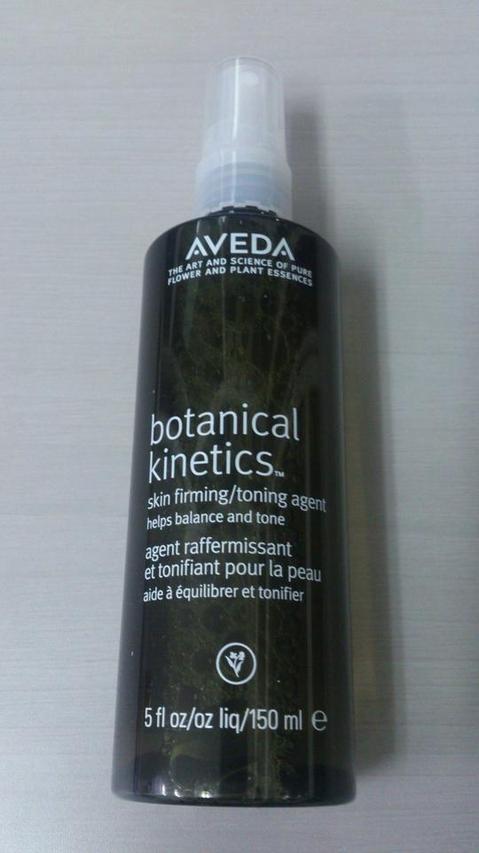 AVEDA
THE ART AND SCIENCE OF PURE
FLOWER AND PLANT ESSENCES
botanical
kinetics™
skin firming/toning agent
helps balance and tone
agent raffermissant
et tonifiant pour la peau
aide à équilibrer et tonifier
5 fl oz/oz liq/150 ml ℮